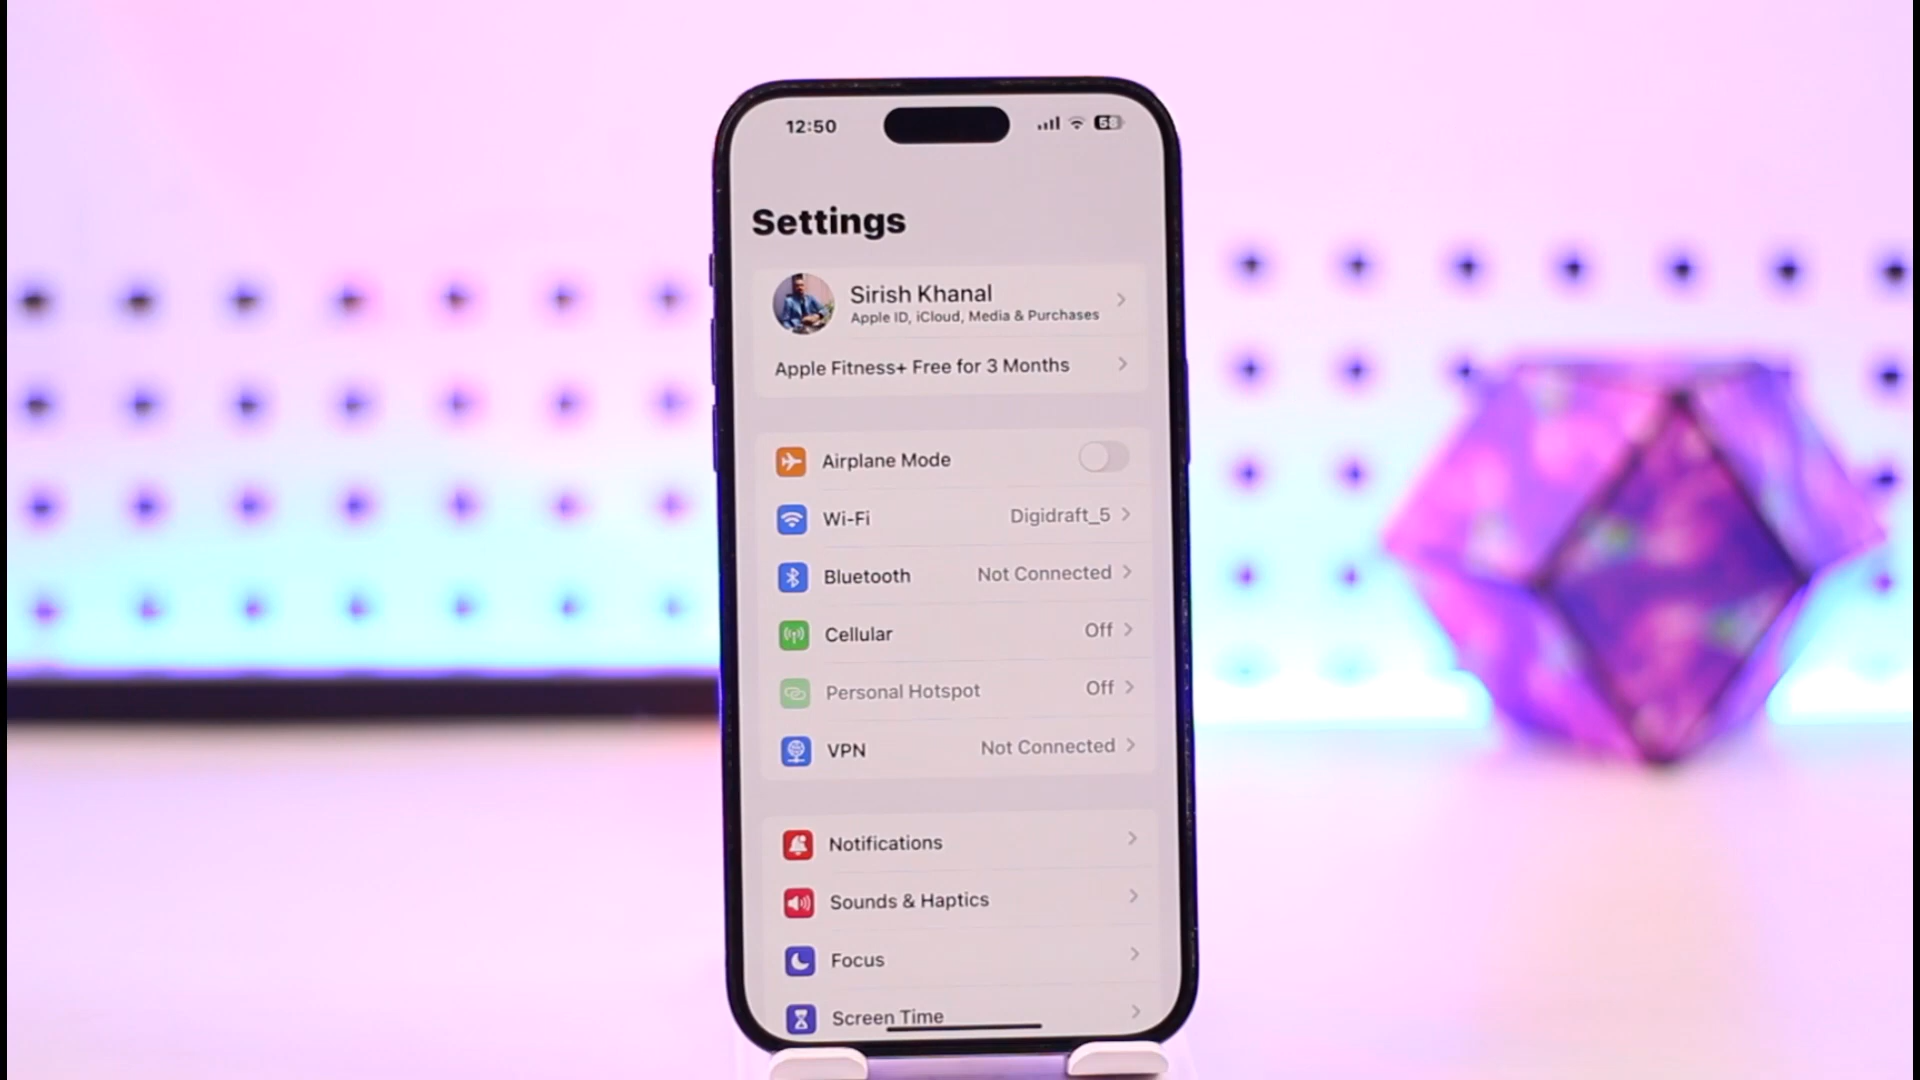 12:50
Settings
Sirish Khanal
Apple ID, iCloud, Media & Purchases
Apple Fitness+ Free for 3 Months
Airplane Mode
Wi-Fi Digidraft_5
Bluetooth Not Connected
Cellular Off
Personal Hotspot Off
VPN Not Connected
Notifications
Sounds & Haptics
Focus
Screen Time